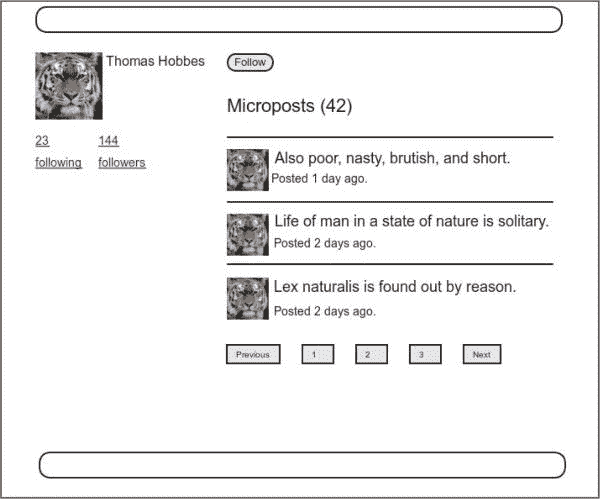 Thomas Hobbes
Follow
Microposts (42)
23 144
following followers
Also poor, nasty, brutish, and short.
Posted 1 day ago.
Life of man in a state of nature is solitary.
Posted 2 days ago.
Lex naturalis is found out by reason.
Posted 2 days ago.
Previous 1 2 3 Next